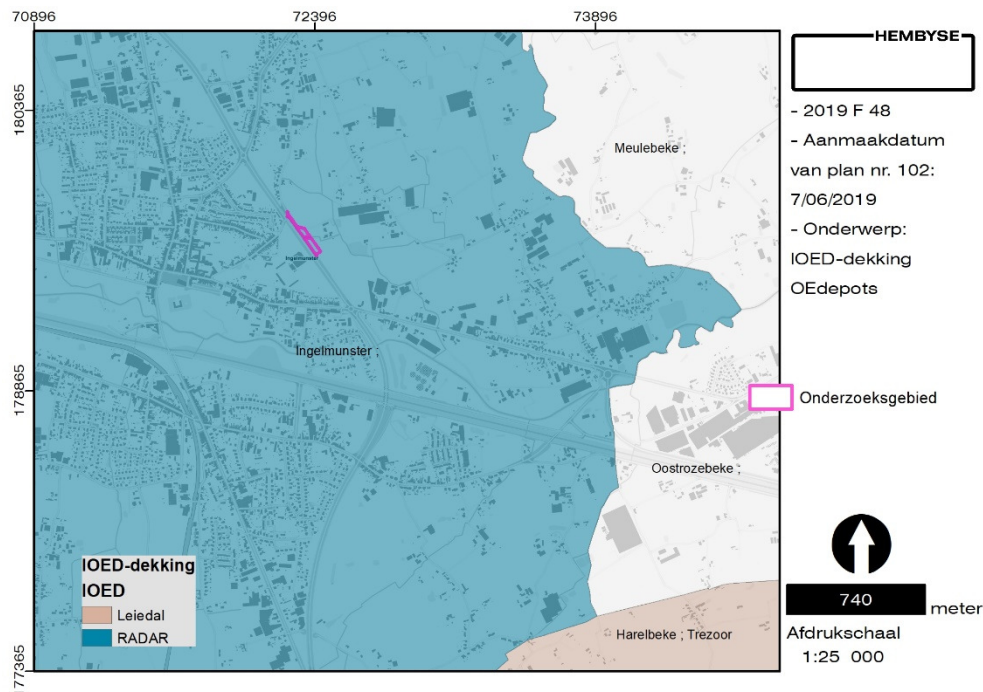 70896
72396
73896
180365
178865
177365
Meulebeke ;
Ingelmunster
Ingelmunster ;
Oostrozebeke ;
Harelbeke ; Trezoor
IOED-dekking
IOED
Leiedal
RADAR
HEMBYSE
- 2019 F 48
- Aanmaakdatum
van plan nr. 102:
7/06/2019
- Onderwerp:
IOED-dekking
OEdepots
Onderzoeksgebied
740
meter
Afdrukschaal
1:25 000